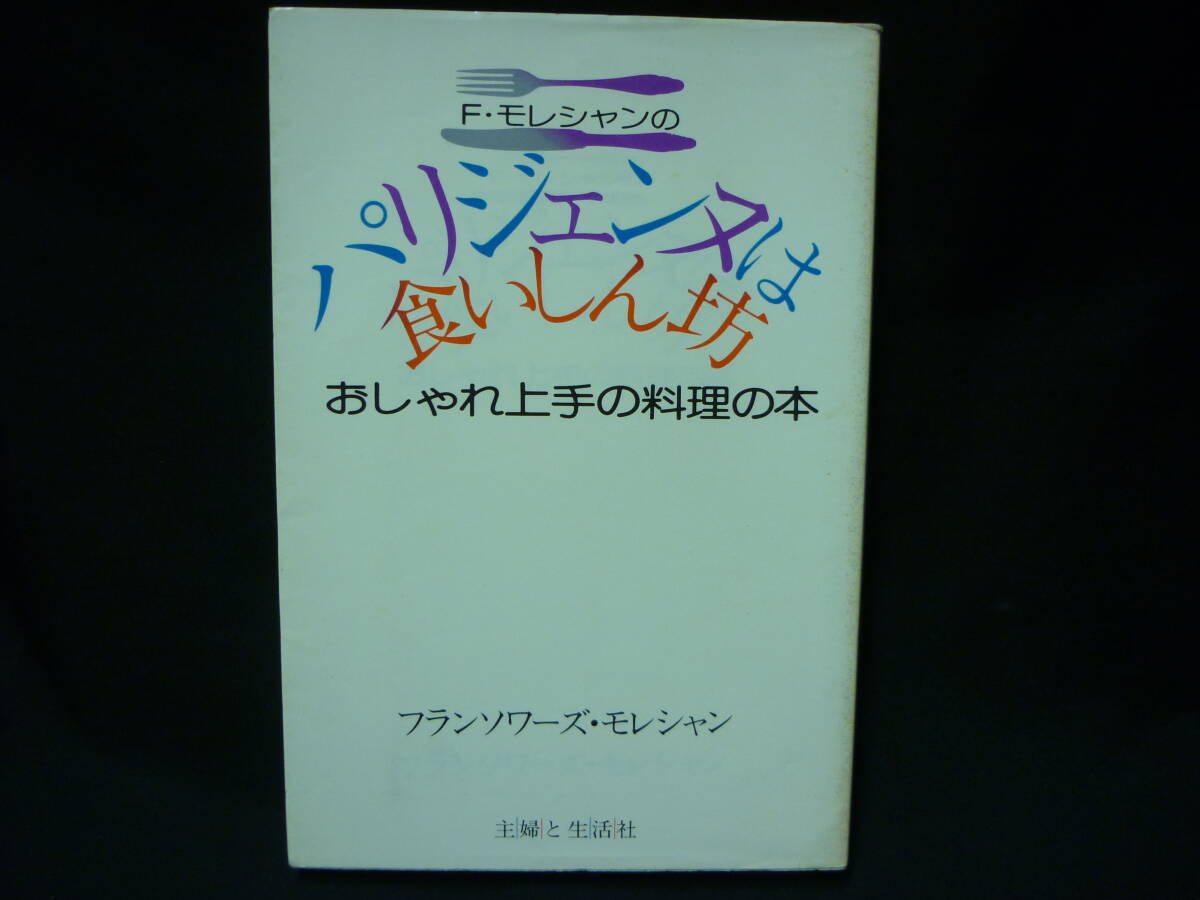 F・モレシャンの
パリジェンヌは
食いしん坊
おしゃれ上手の料理の本
フランソワーズ・モレシャン
主婦と生活社